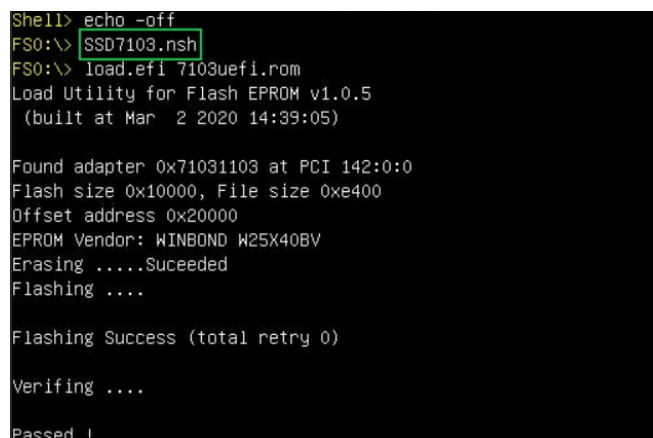 Shell> echo -off
FS0:\> SSD7103.nsh
FS0:\> load.efi 7103uefi.rom
Load Utility for Flash EPROM v1.0.5
(built at Mar 2 2020 14:39:05)
Found adapter 0x71031103 at PCI 142:0:0
Flash size 0x10000, File size 0xe400
Offset address 0x20000
EPROM Vendor: WINBOND W25X40BV
Erasing .....Suceeded
Flashing ....
Flashing Success (total retry 0)
Verifing ....
Passed !